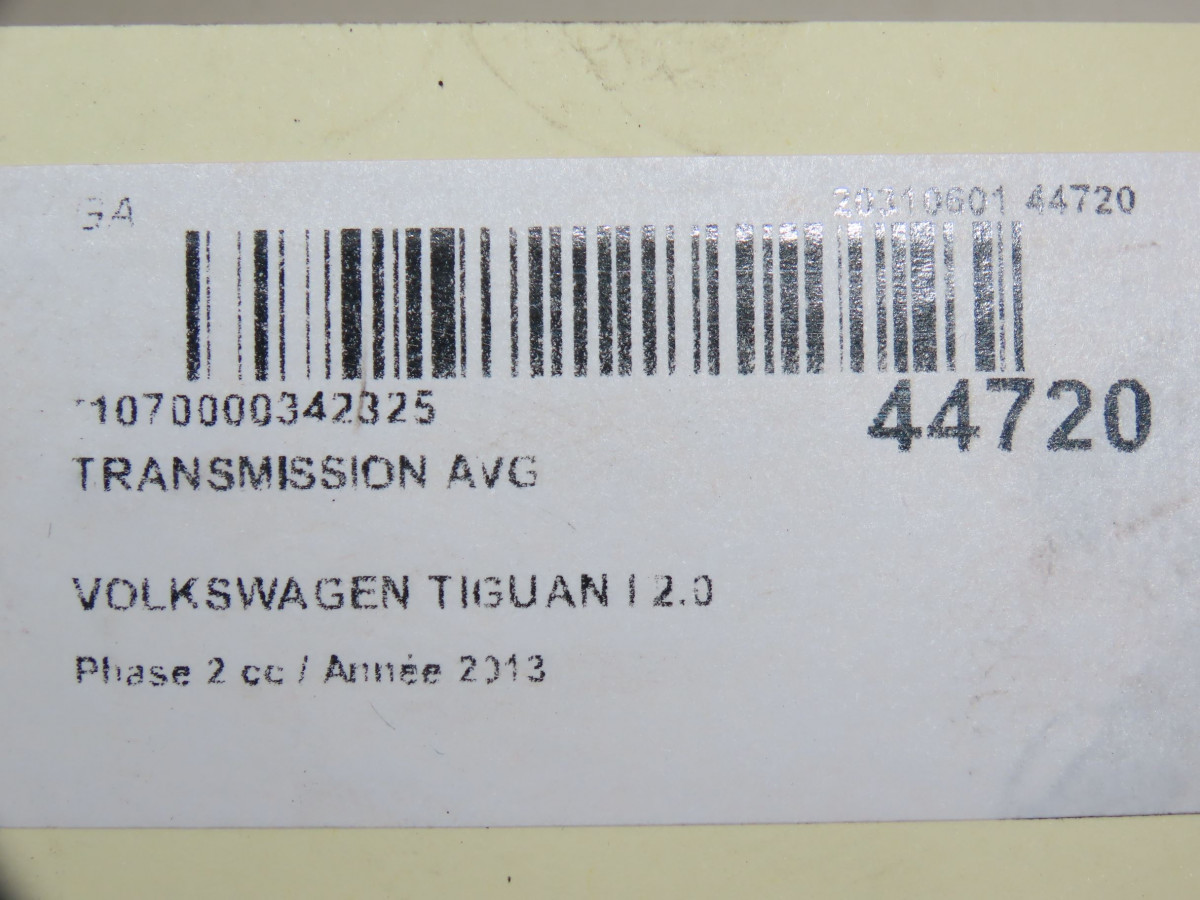 20310601 44720
*1070000342325
44720
TRANSMISSION AVG
VOLKSWAGEN TIGUAN I 2.0
Phase 2 cc / Année 2013